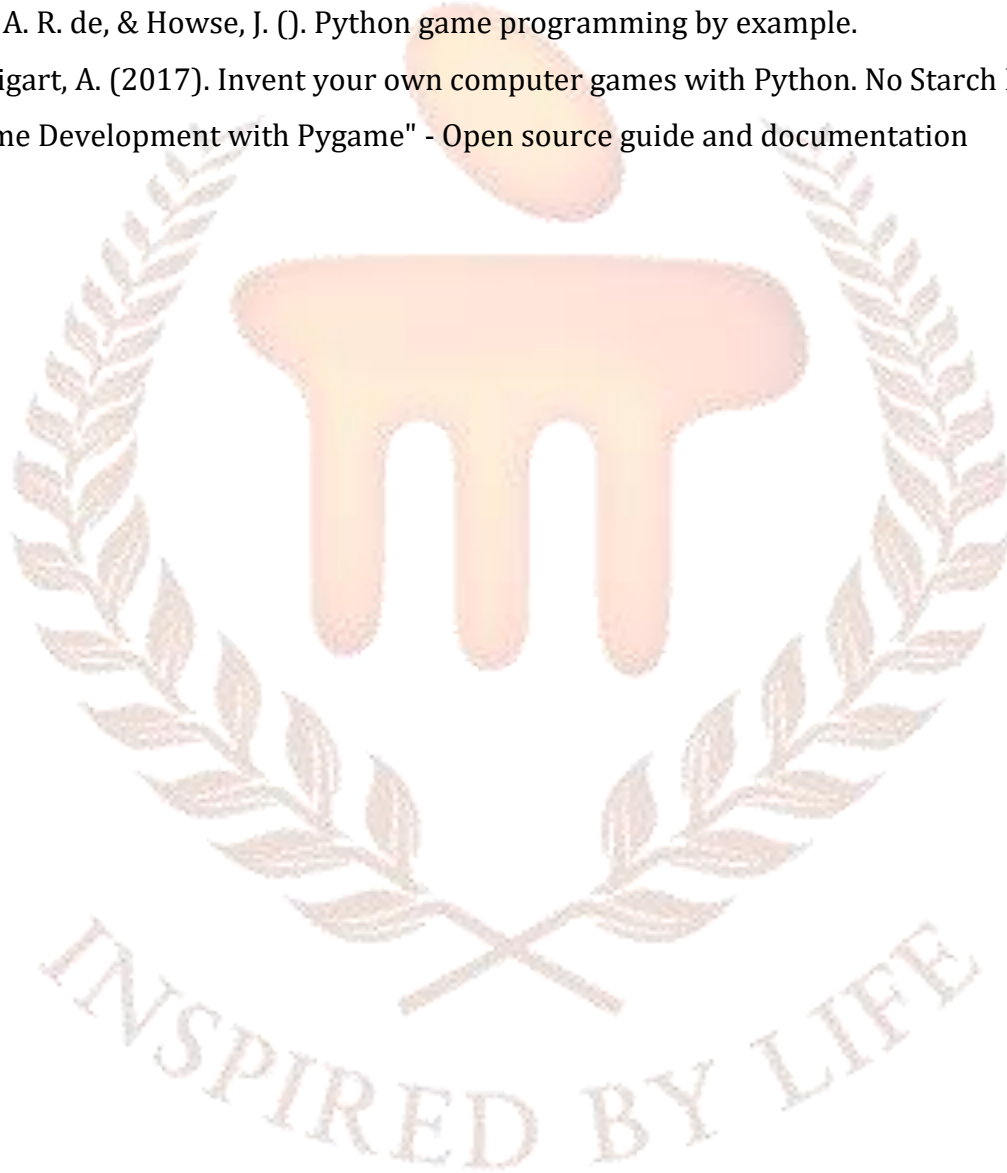 A. R. de, & Howse, J. (). Python game programming by example.
igart, A. (2017). Invent your own computer games with Python. No Starch
me Development with Pygame" - Open source guide and documentation
INSPIRED BY LIFE